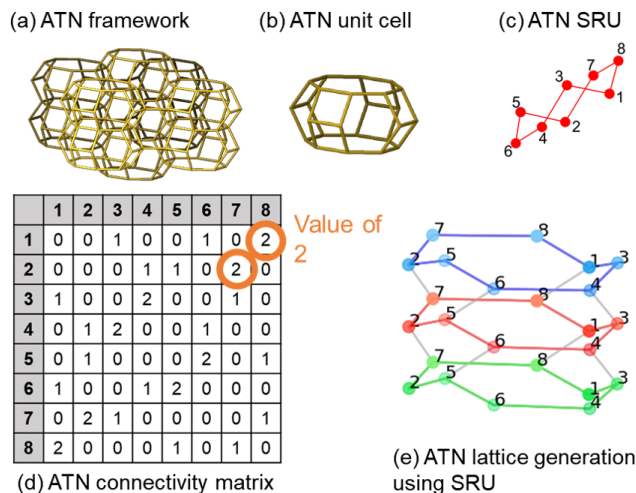 (a) ATN framework
(b) ATN unit cell
(c) ATN SRU
8
7
3
1
5
2
4
6
1 2 3 4 5 6 7 8
1 0 0 1 0 0 1 0 2
2 0 0 0 1 1 0 2 0
3 1 0 0 2 0 0 1 0
4 0 1 2 0 0 1 0 0
5 0 1 0 0 0 2 0 1
6 1 0 0 1 2 0 0 0
7 0 2 1 0 0 0 0 1
8 2 0 0 0 1 0 1 0
Value of
2
7 8
2 5 1 3
6 4
7 8
2 5 1 3
6 4
7 8
2 5 1 3
6 4
(d) ATN connectivity matrix
(e) ATN lattice generation
using SRU